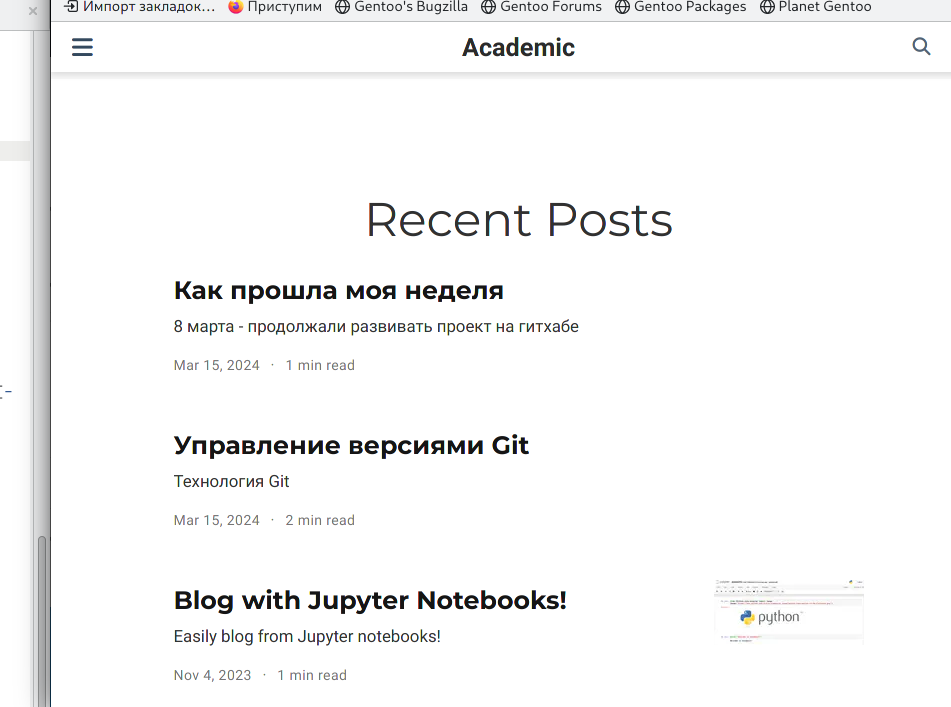 Импорт закладок… Приступим Gentoo's Bugzilla Gentoo Forums Gentoo Packages Planet Gentoo
Academic
Recent Posts
Как прошла моя неделя
8 марта - продолжали развивать проект на гитхабе
Mar 15, 2024 · 1 min read
Управление версиями Git
Технология Git
Mar 15, 2024 · 2 min read
Blog with Jupyter Notebooks!
Easily blog from Jupyter notebooks!
python
Nov 4, 2023 · 1 min read